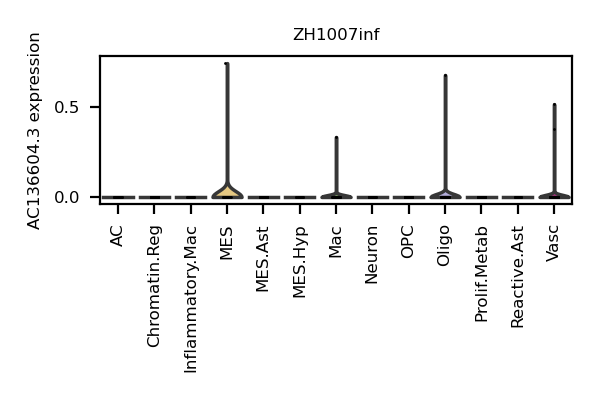 ZH1007inf
AC136604.3 expression
0.5
0.0
AC
Chromatin.Reg
Inflammatory.Mac
MES
MES.Ast
MES.Hyp
Mac
Neuron
OPC
Oligo
Prolif.Metab
Reactive.Ast
Vasc